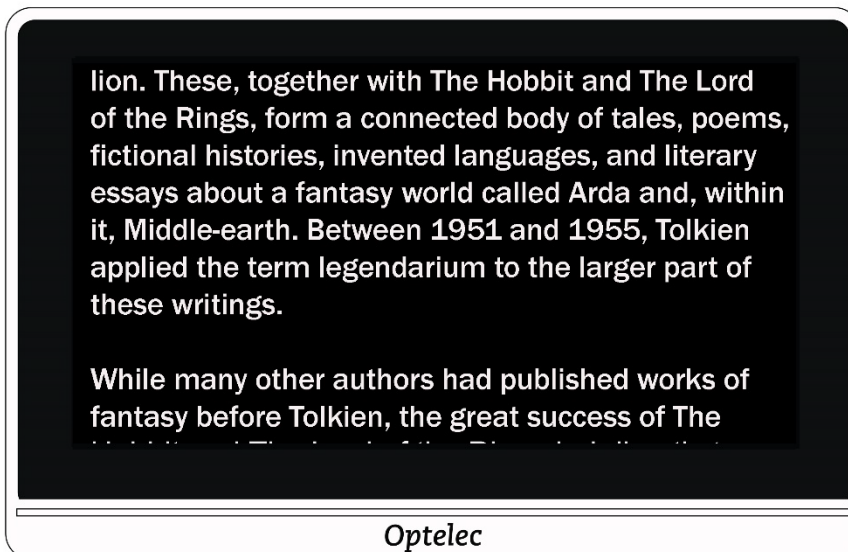 lion. These, together with The Hobbit and The Lord
of the Rings, form a connected body of tales, poems,
fictional histories, invented languages, and literary
essays about a fantasy world called Arda and, within
it, Middle-earth. Between 1951 and 1955, Tolkien
applied the term legendarium to the larger part of
these writings.
While many other authors had published works of
fantasy before Tolkien, the great success of The
Optelec